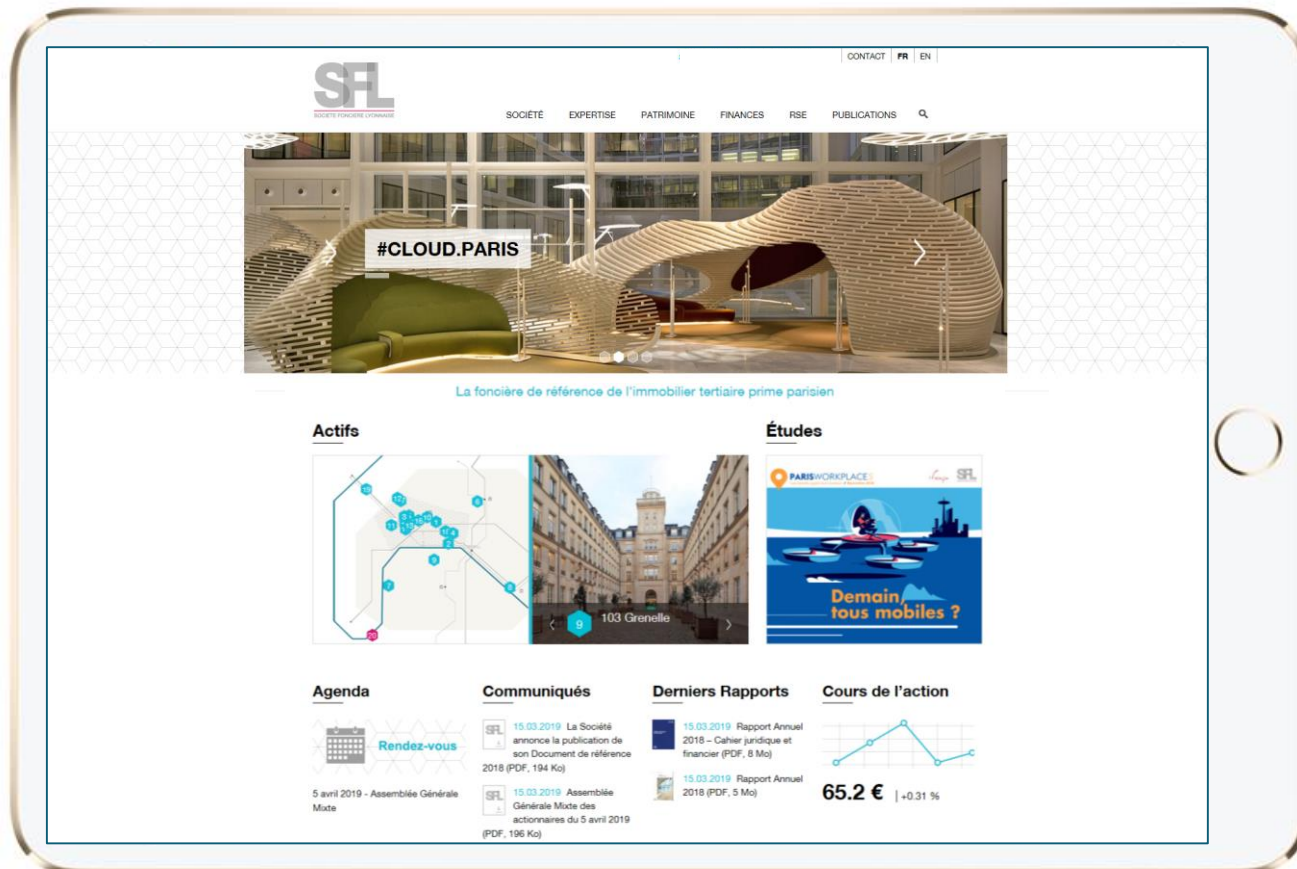 CONTACT FR EN
SFL
SOCIÉTÉ FONCIÈRE LYONNAISE
SOCIÉTÉ EXPERTISE PATRIMOINE FINANCES RSE PUBLICATIONS
#CLOUD.PARIS
La foncière de référence de l'immobilier tertiaire prime parisien
Actifs
9
103 Grenelle
20
Études
PARISWORKPLACE
SFL
Demain,
tous mobiles ?
Agenda
Rendez-vous
5 avril 2019 - Assemblée Générale
Mixte
Communiqués
15.03.2019 La Société
annonce la publication de
son Document de référence
2018 (PDF, 194 Ko)
15.03.2019 Assemblée
Générale Mixte des
actionnaires du 5 avril 2019
(PDF, 196 Ko)
Derniers Rapports
15.03.2019 Rapport Annuel
2018 – Cahier juridique et
financier (PDF, 8 Mo)
15.03.2019 Rapport Annuel
2018 (PDF, 5 Mo)
Cours de l'action
65.2 € | +0.31 %